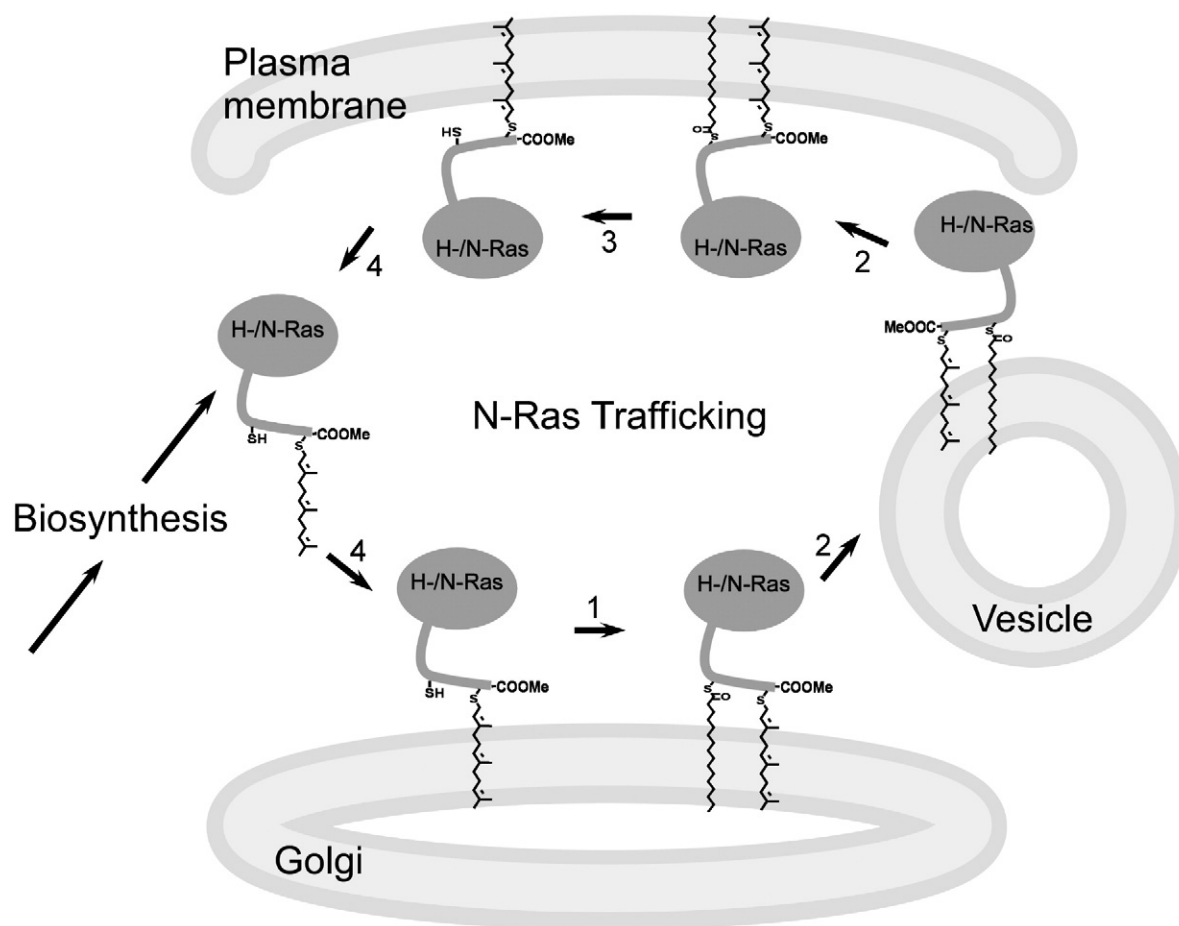 Plasma
membrane
SH
S
COOMe
H-/N-Ras
O
S
S
COOMe
H-/N-Ras
H-/N-Ras
MeOOC
S
S
O
4
3
2
H-/N-Ras
SH
S
COOMe
N-Ras Trafficking
Biosynthesis
4
H-/N-Ras
SH
S
COOMe
1
H-/N-Ras
S
O
S
COOMe
2
Vesicle
Golgi